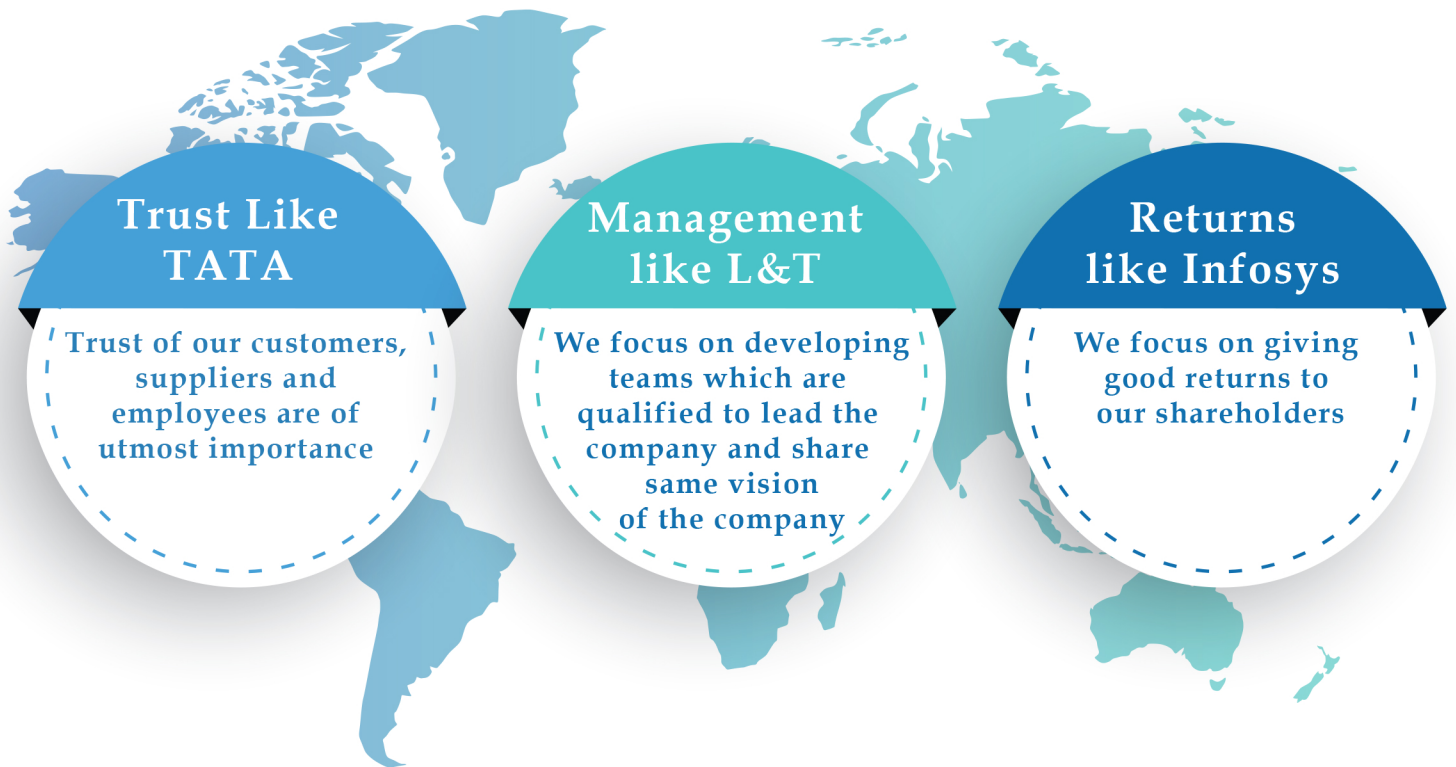 Trust Like
TATA
Trust of our customers,
suppliers and
employees are of
utmost importance
Management
like L&T
We focus on developing
teams which are
qualified to lead the
company and share
same vision
of the company
Returns
like Infosys
We focus on giving
good returns to
our shareholders